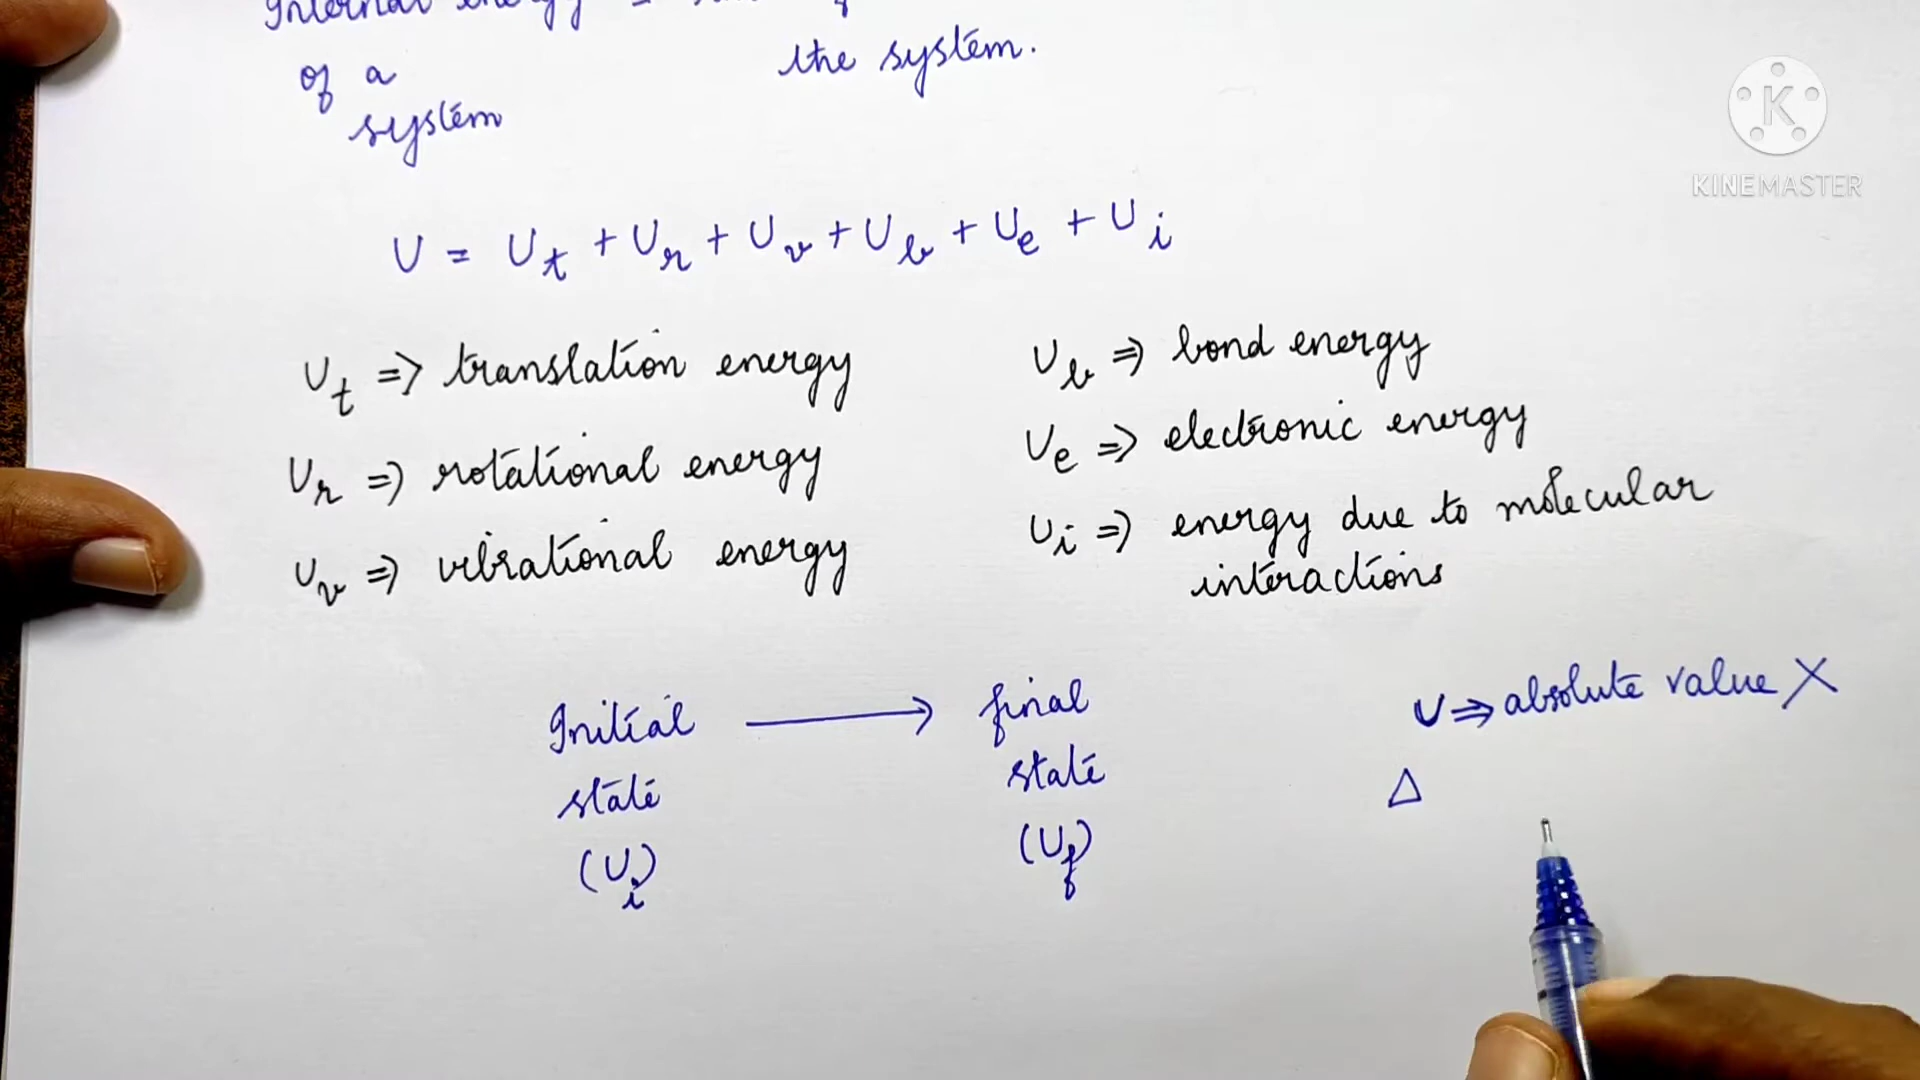 Internal energy =
of a
the system.
system
U = Ut + Ur + Uv + Ub + Ue + Ui
Ut => translation energy
Ur => rotational energy
Uv => vibrational energy
Ub => bond energy
Ue => electronic energy
Ui => energy due to molecular
interactions
Initial → final
state state
(Ui) (Uf)
U => absolute value X
Δ
KINEMASTER